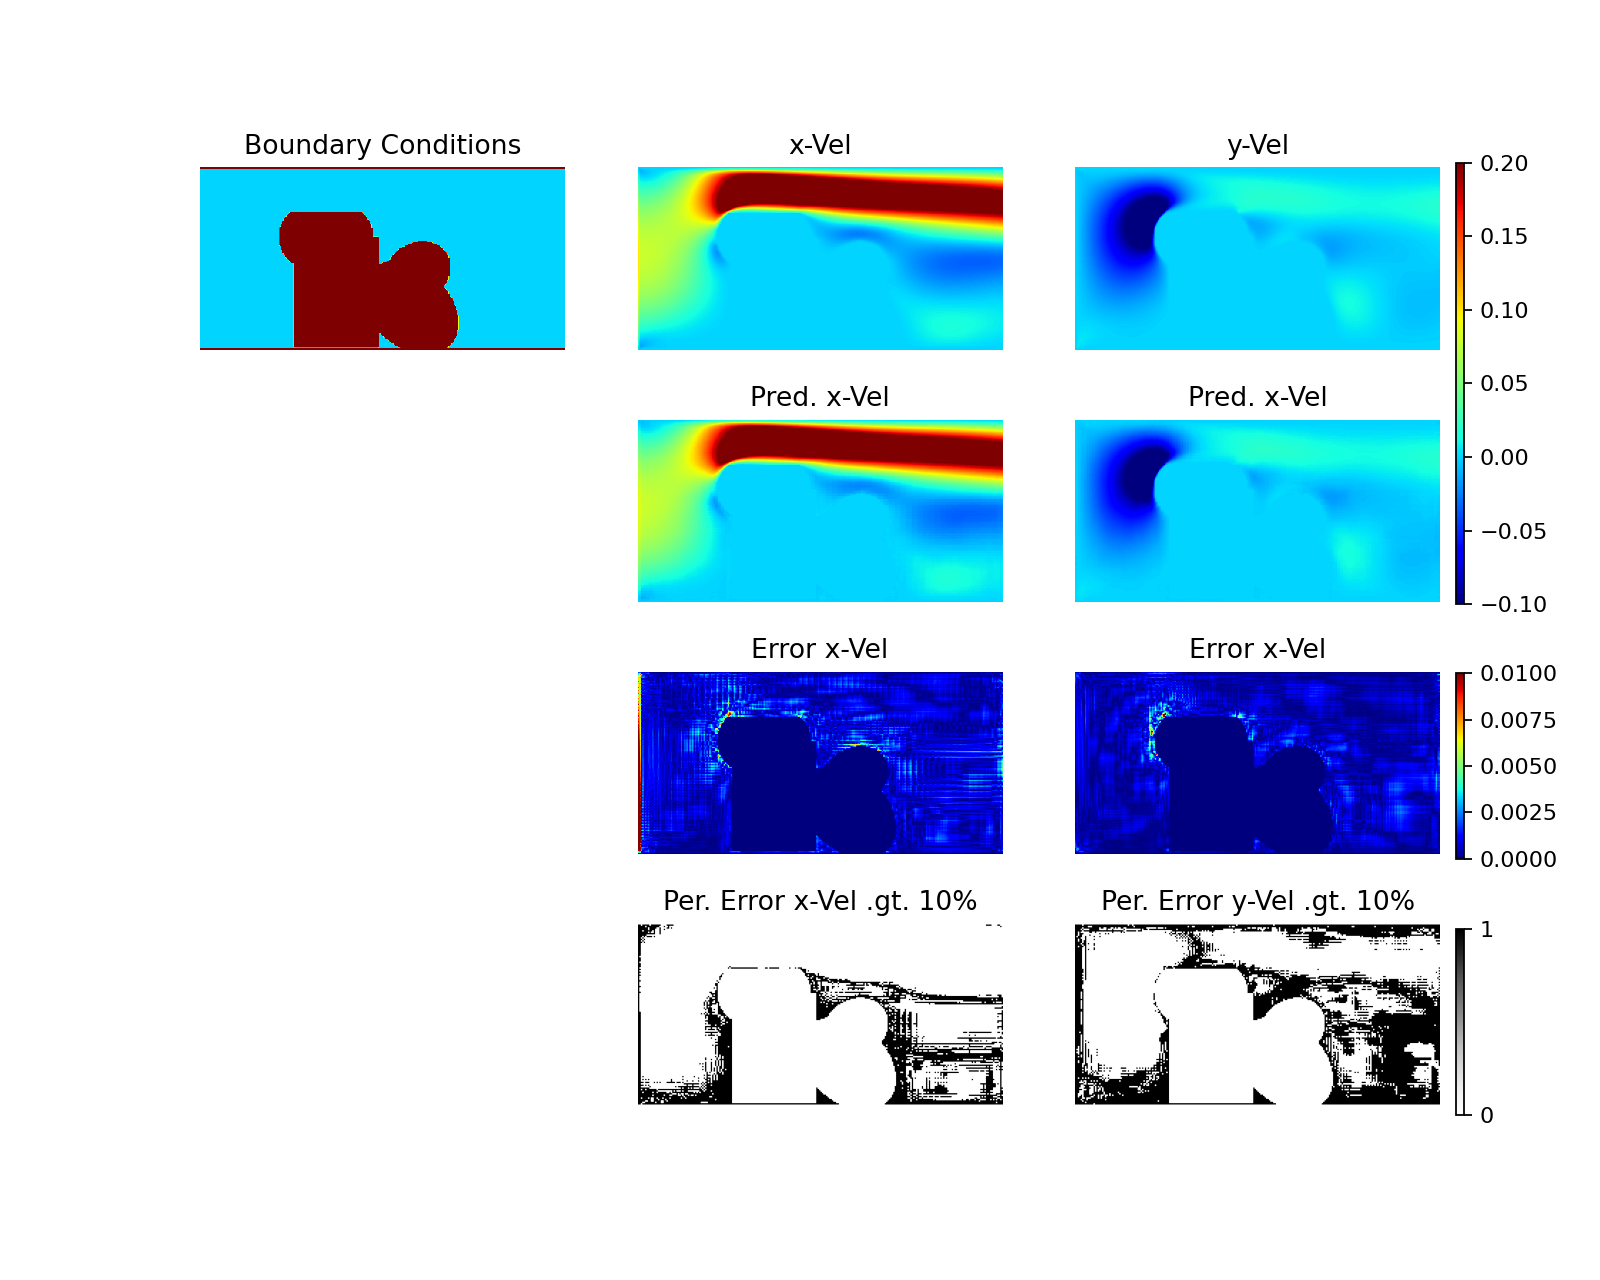 Boundary Conditions
x-Vel
y-Vel
0.20
0.15
0.10
0.05
0.00
−0.05
−0.10
Pred. x-Vel
Pred. x-Vel
Error x-Vel
Error x-Vel
0.0100
0.0075
0.0050
0.0025
0.0000
Per. Error x-Vel .gt. 10%
Per. Error y-Vel .gt. 10%
1
0